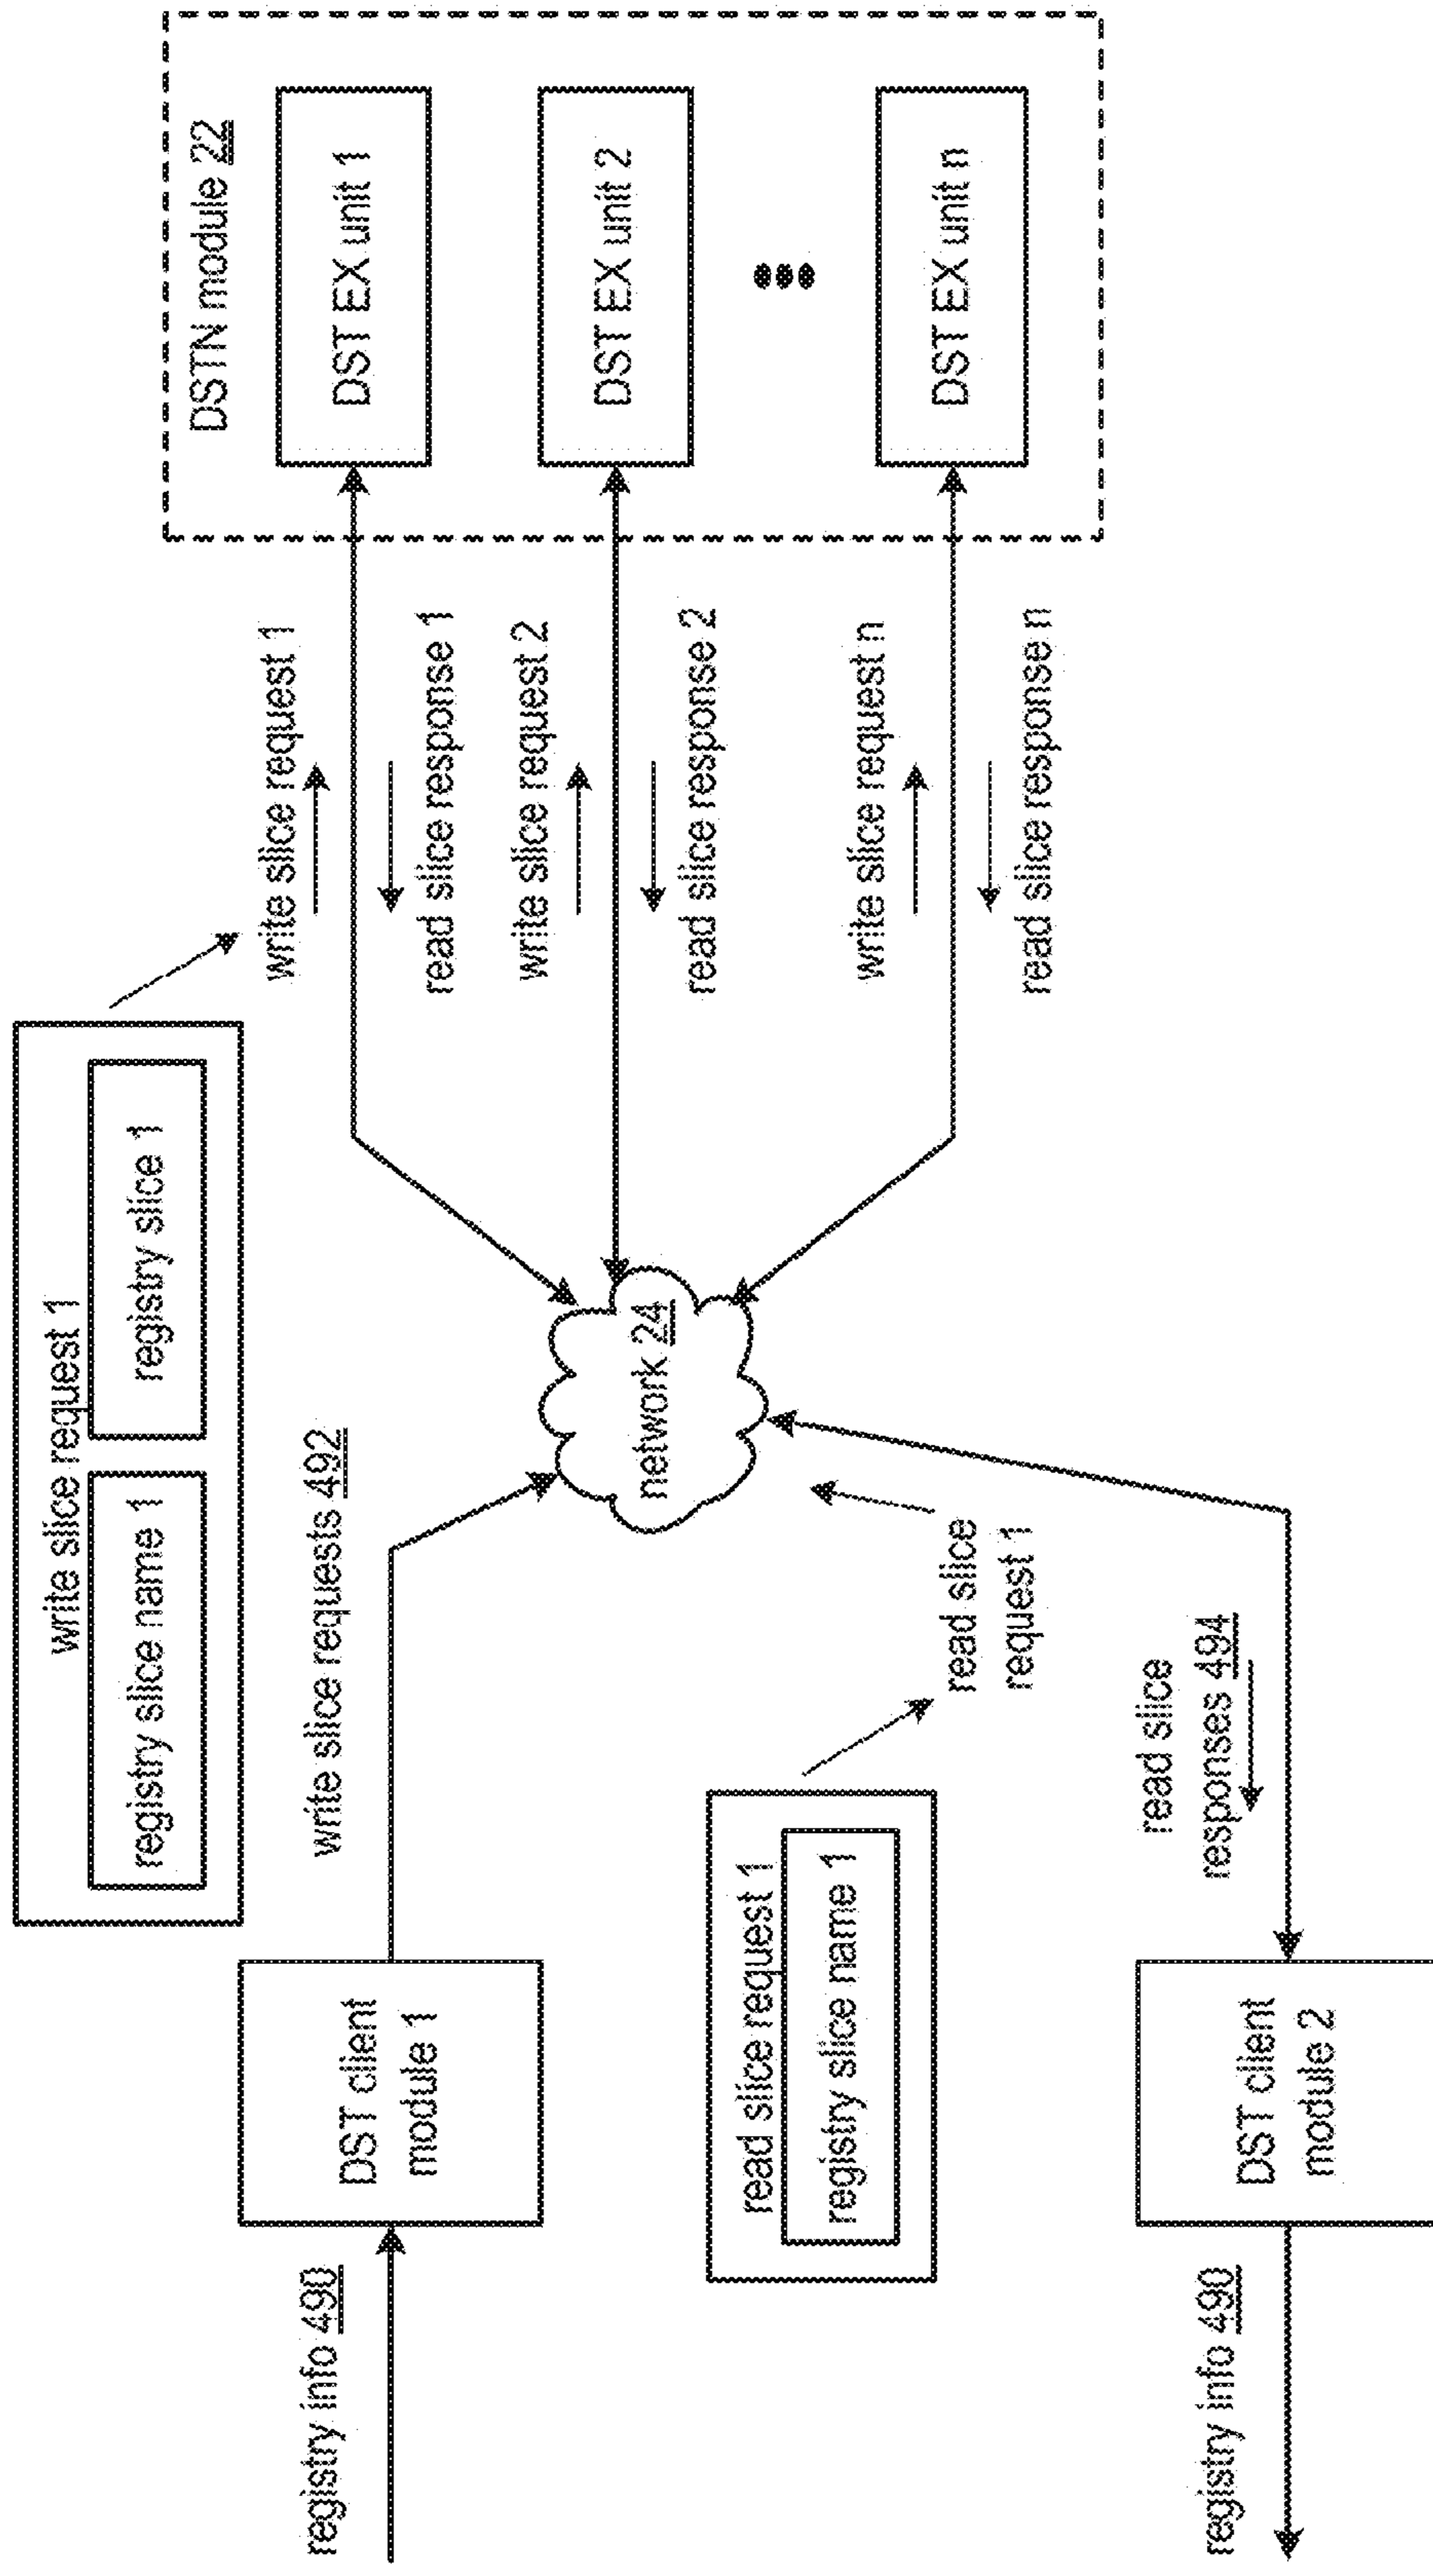 write slice request 1
registry slice name 1
registry slice 1
DSTN module 22
DST EX unit 1
DST EX unit 2
DST EX unit n
write slice request 1
read slice response 1
write slice request 2
read slice response 2
write slice request n
read slice response n
registry info 490
DST client
module 1
write slice requests 492
network 24
read slice request 1
registry slice name 1
read slice
request 1
read slice
responses 494
DST client
module 2
registry info 490